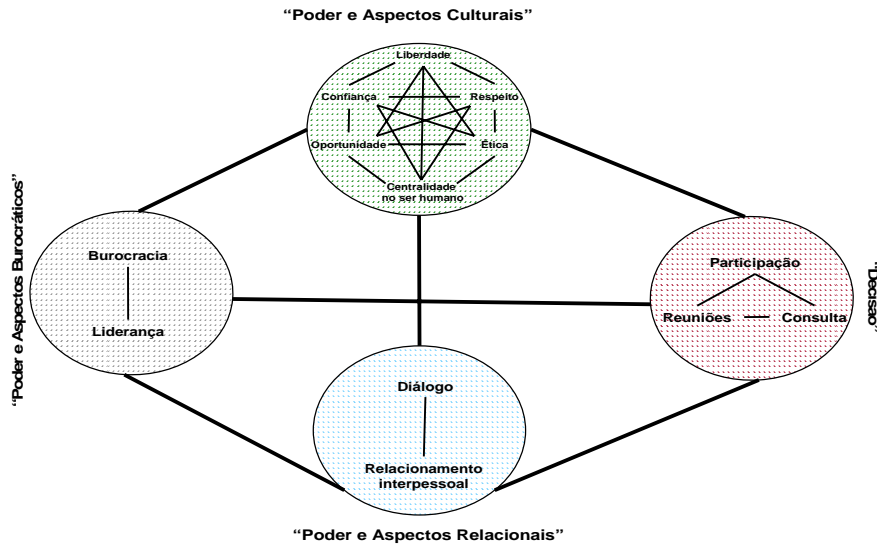 “Poder e Aspectos Culturais”
Liberdade
Confiança
Respeito
Oportunidade
Ética
Centralidade
no ser humano
“Poder e Aspectos Burocráticos”
Burocracia
Liderança
Participação
Reuniões
Consulta
“Decisão”
Diálogo
Relacionamento
interpessoal
“Poder e Aspectos Relacionais”